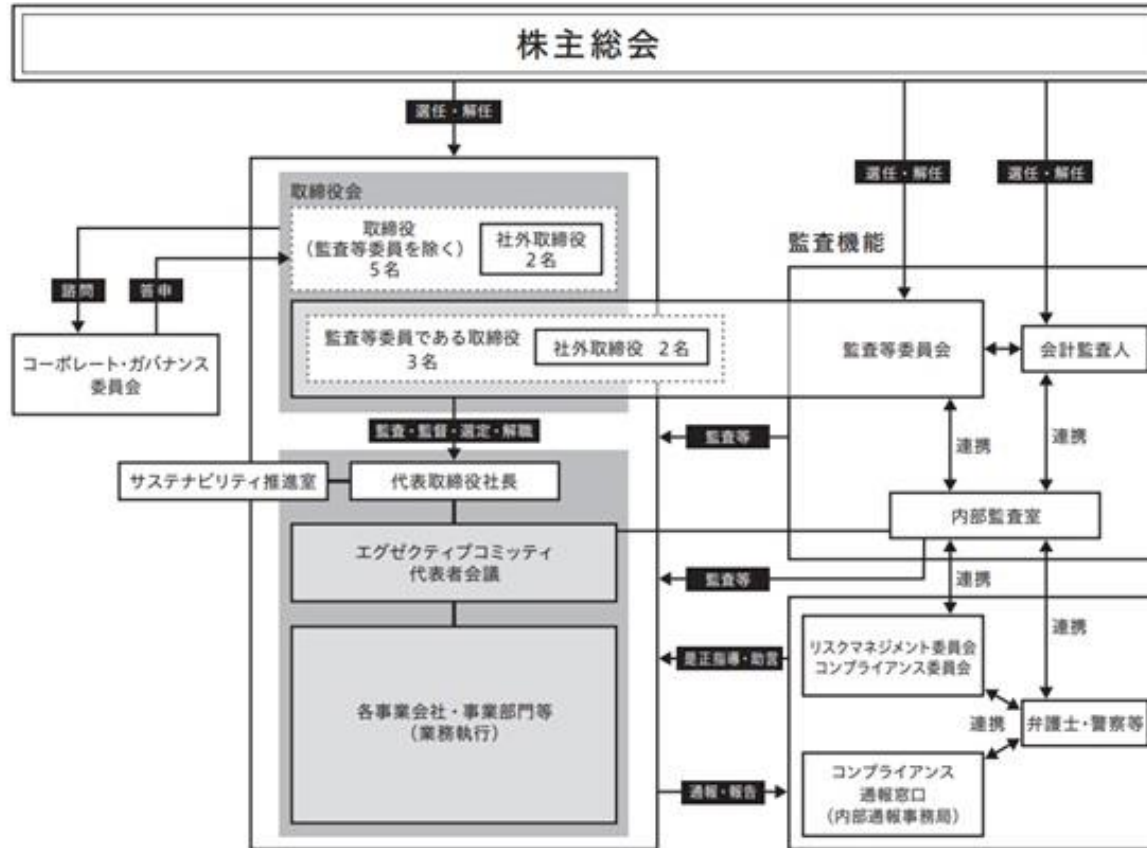 株主総会
選任・解任
選任・解任
選任・解任
取締役会
取締役
（監査等委員を除く）
5名
社外取締役
2名
監査機能
諮問
答申
コーポレート・ガバナンス
委員会
監査等委員である取締役
3名
社外取締役 2名
監査等委員会
会計監査人
監査・監督・選定・解職
監査等
連携
連携
サステナビリティ推進室
代表取締役社長
内部監査室
エグゼクティブコミッティ
代表者会議
監査等
連携
連携
是正指導・助言
リスクマネジメント委員会
コンプライアンス委員会
各事業会社・事業部門等
（業務執行）
連携
弁護士・警察等
通報・報告
コンプライアンス
通報窓口
（内部通報事務局）